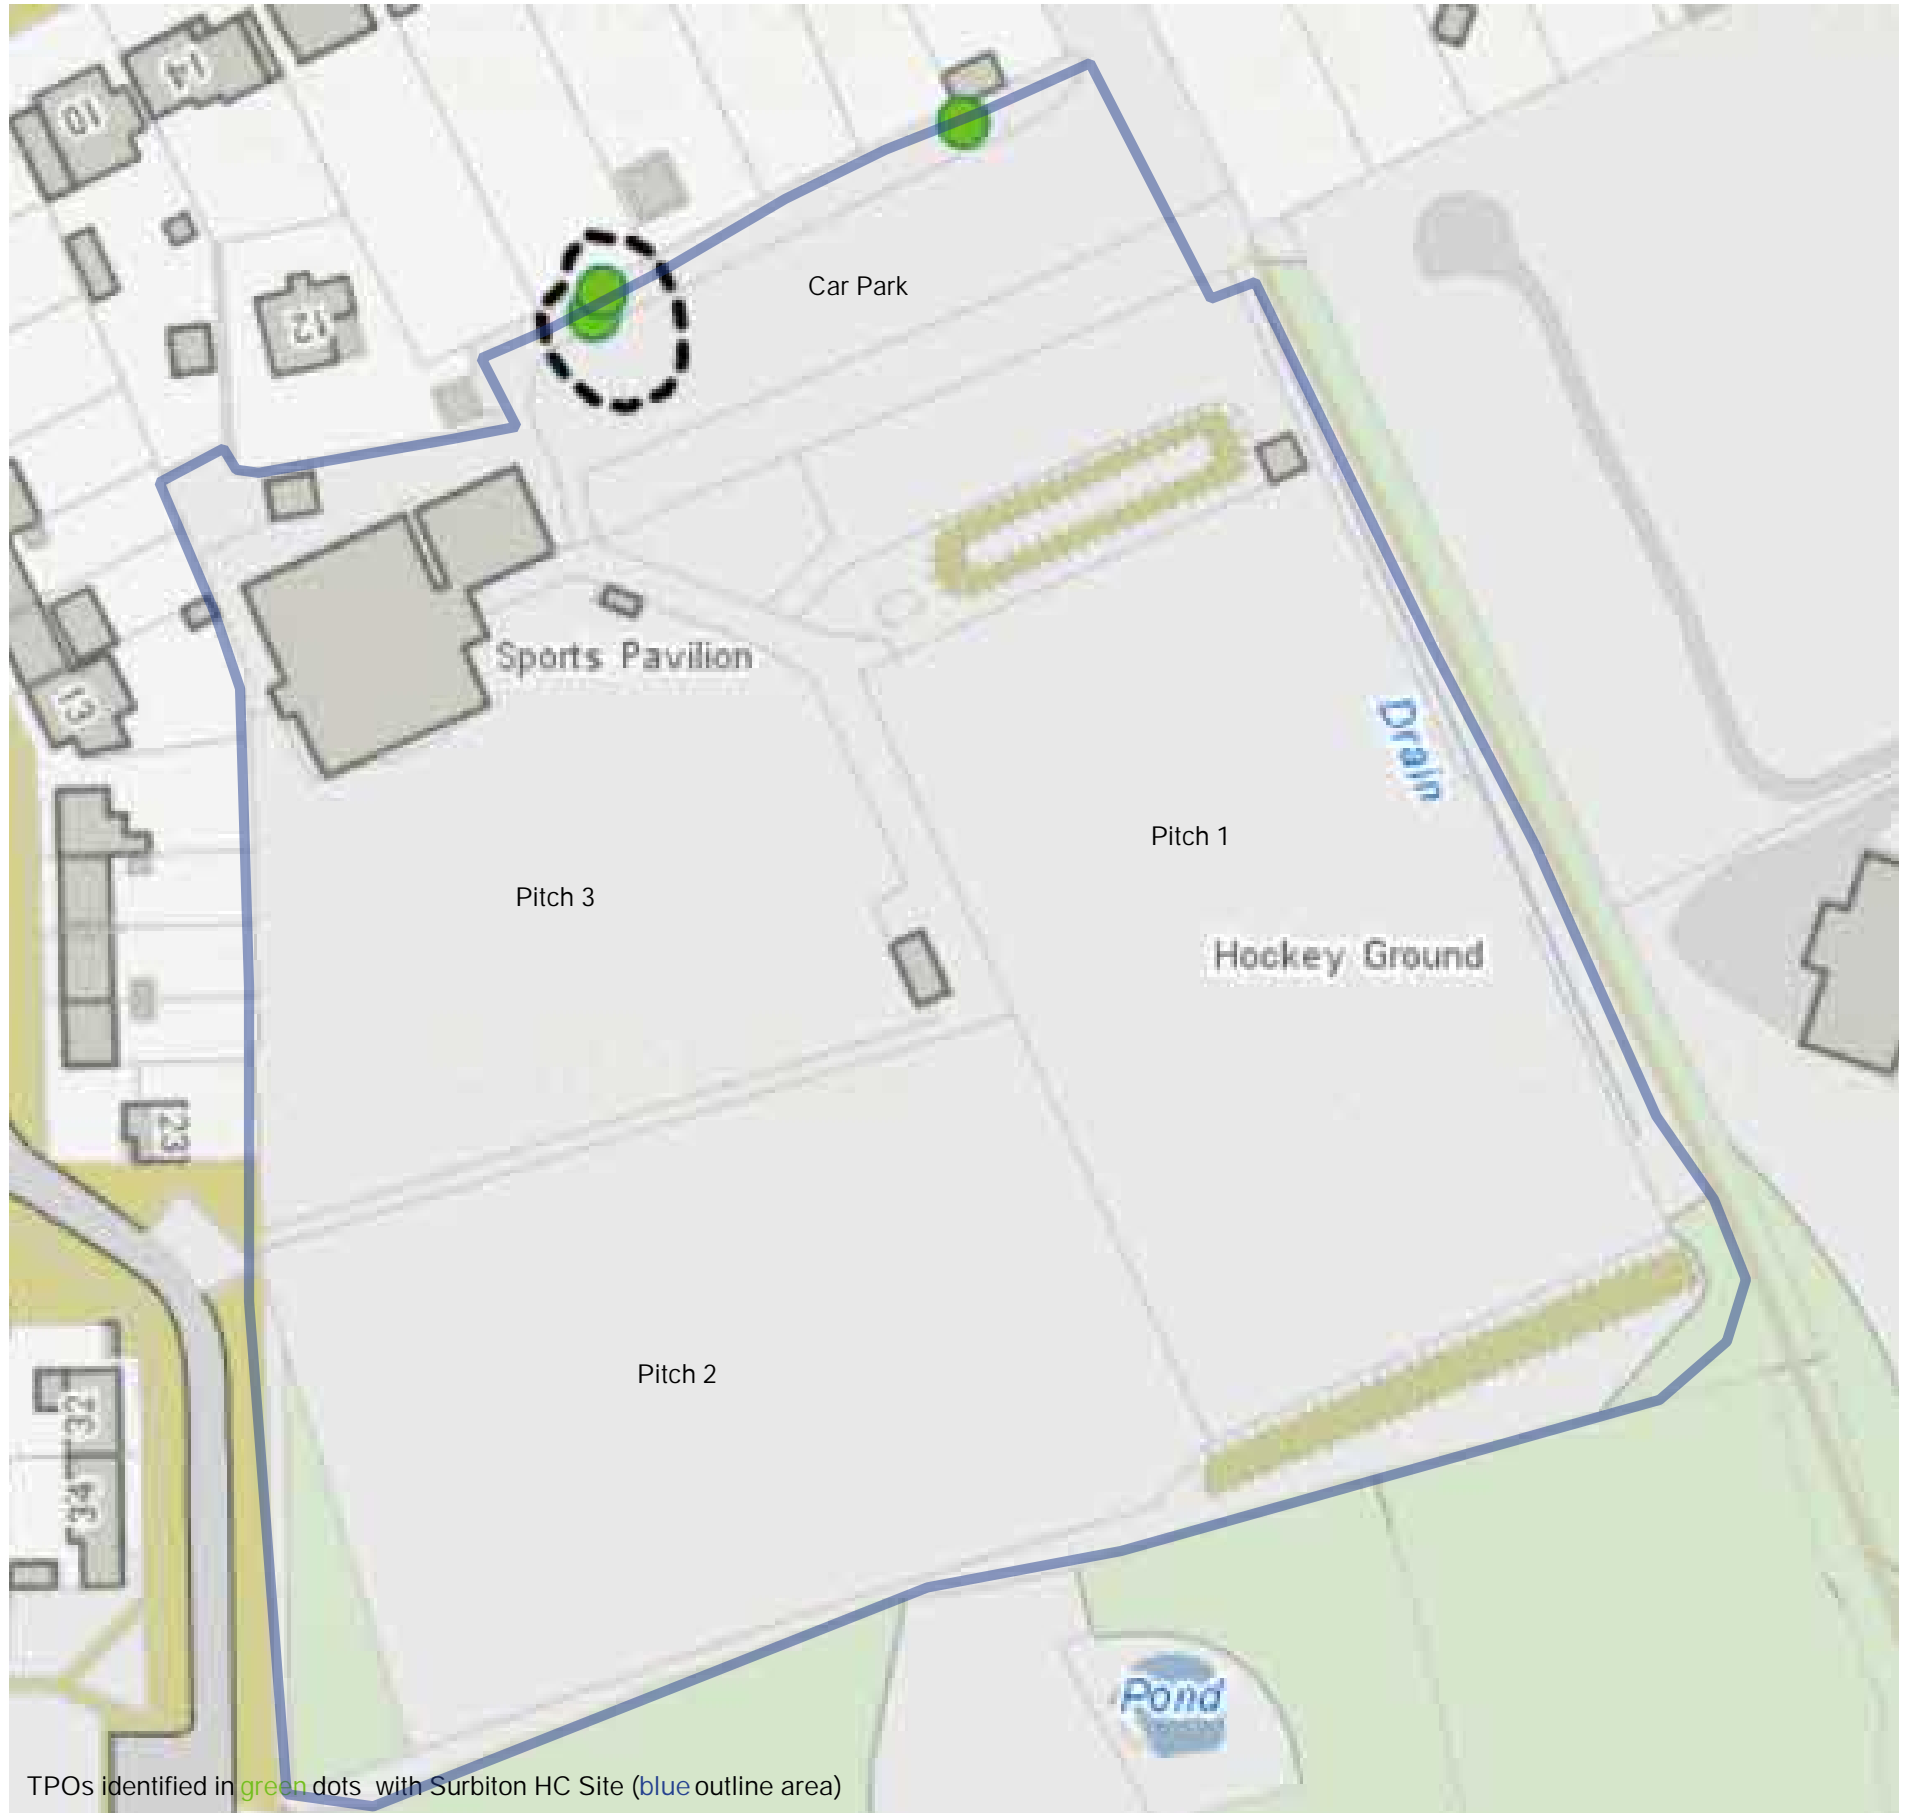 14
10
Car Park
12
Sports Pavilion
13
Drain
Pitch 1
Pitch 3
Hockey Ground
23
Pitch 2
32
34
Pond
TPOs identified in green dots with Surbiton HC Site (blue outline area)